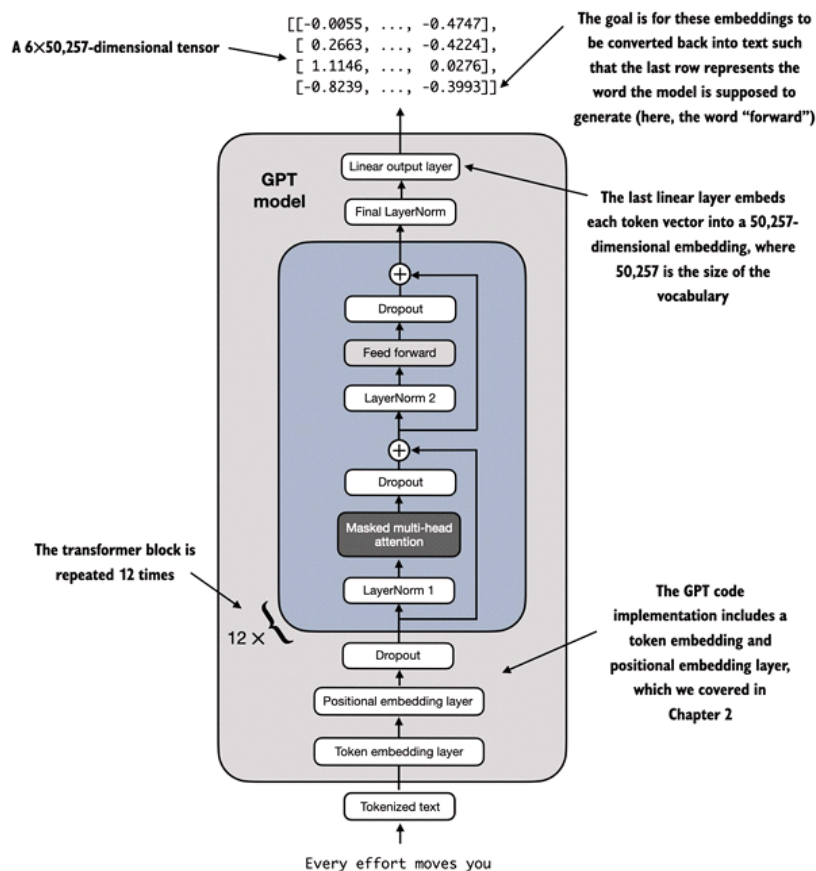 [[-0.0055, ..., -0.4747],
[ 0.2663, ..., -0.4224],
[ 1.1146, ..., 0.0276],
[-0.8239, ..., -0.3993]]
A 6×50,257-dimensional tensor
The goal is for these embeddings to
be converted back into text such
that the last row represents the
word the model is supposed to
generate (here, the word “forward”)
GPT
model
Linear output layer
Final LayerNorm
The last linear layer embeds
each token vector into a 50,257-
dimensional embedding, where
50,257 is the size of the
vocabulary
+
Dropout
Feed forward
LayerNorm 2
+
Dropout
Masked multi-head
attention
LayerNorm 1
The transformer block is
repeated 12 times
12 ×
{
Dropout
Positional embedding layer
Token embedding layer
The GPT code
implementation includes a
token embedding and
positional embedding layer,
which we covered in
Chapter 2
Tokenized text
Every effort moves you